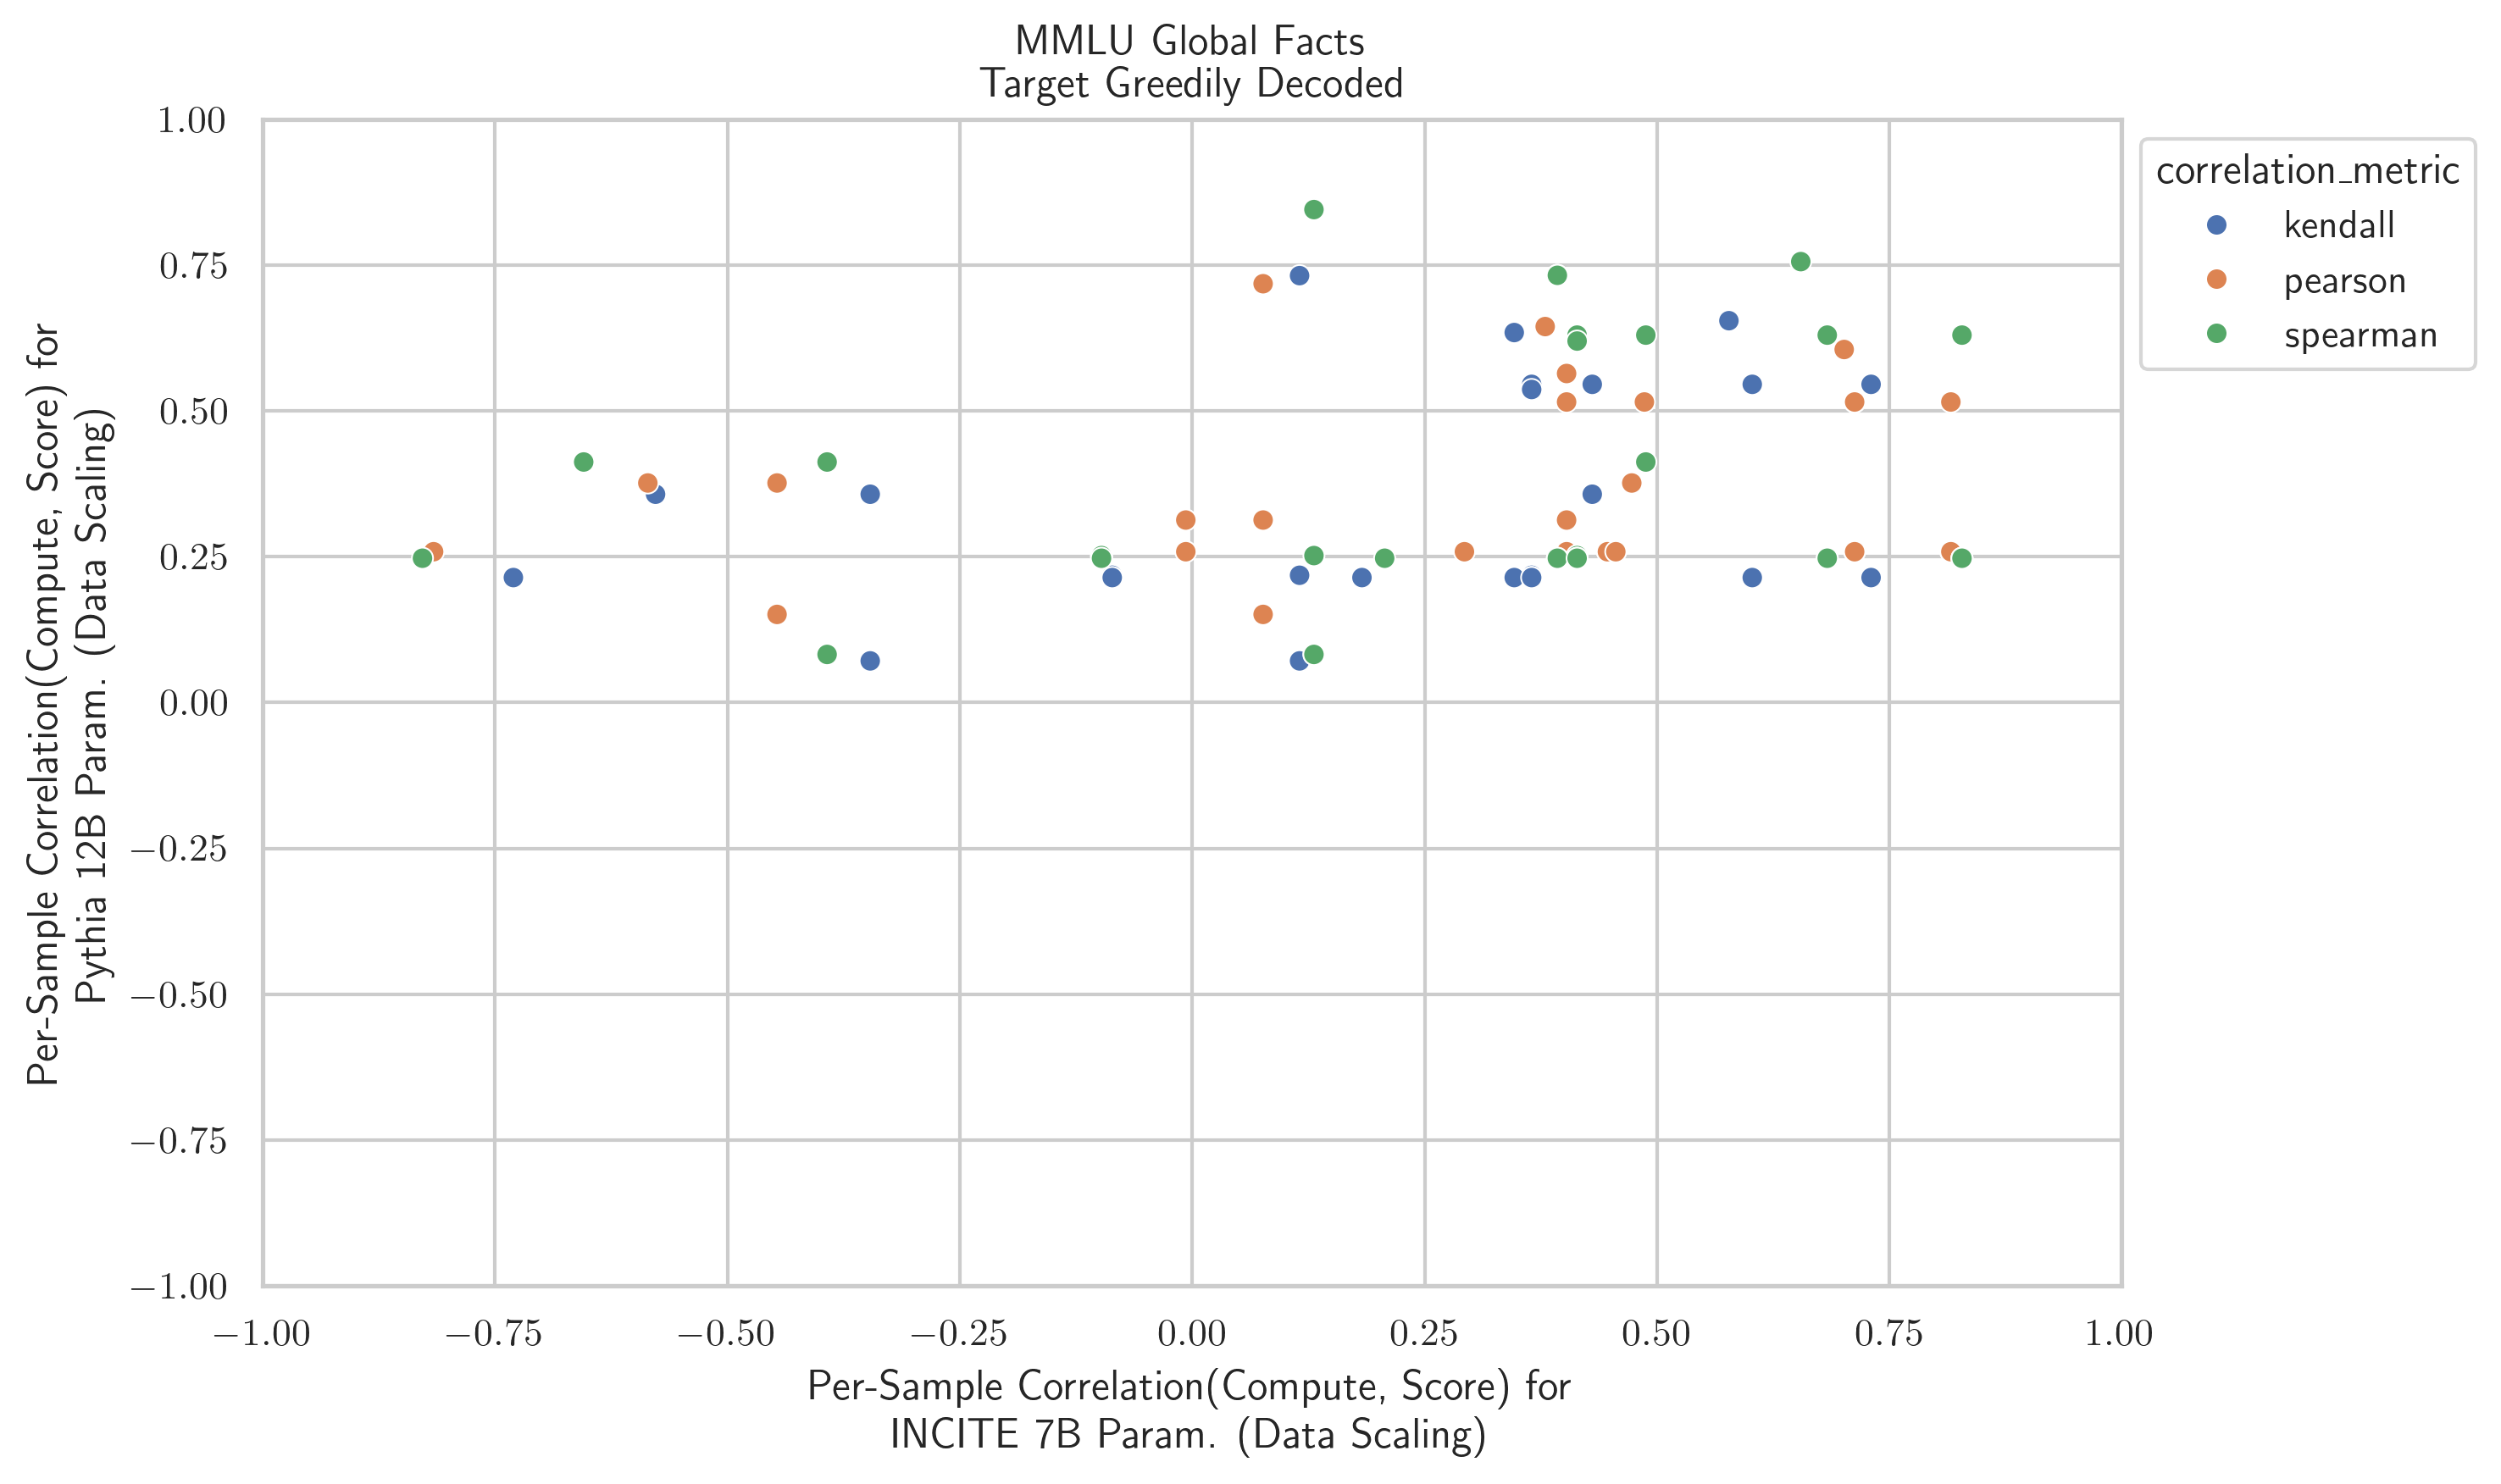 MMLU Global Facts
Target Greedily Decoded
1.00
0.75
0.50
0.25
0.00
−0.25
−0.50
−0.75
−1.00
Per-Sample Correlation(Compute, Score) for
Pythia 12B Param. (Data Scaling)
−1.00 −0.75 −0.50 −0.25 0.00 0.25 0.50 0.75 1.00
Per-Sample Correlation(Compute, Score) for
INCITE 7B Param. (Data Scaling)
correlation_metric
kendall
pearson
spearman